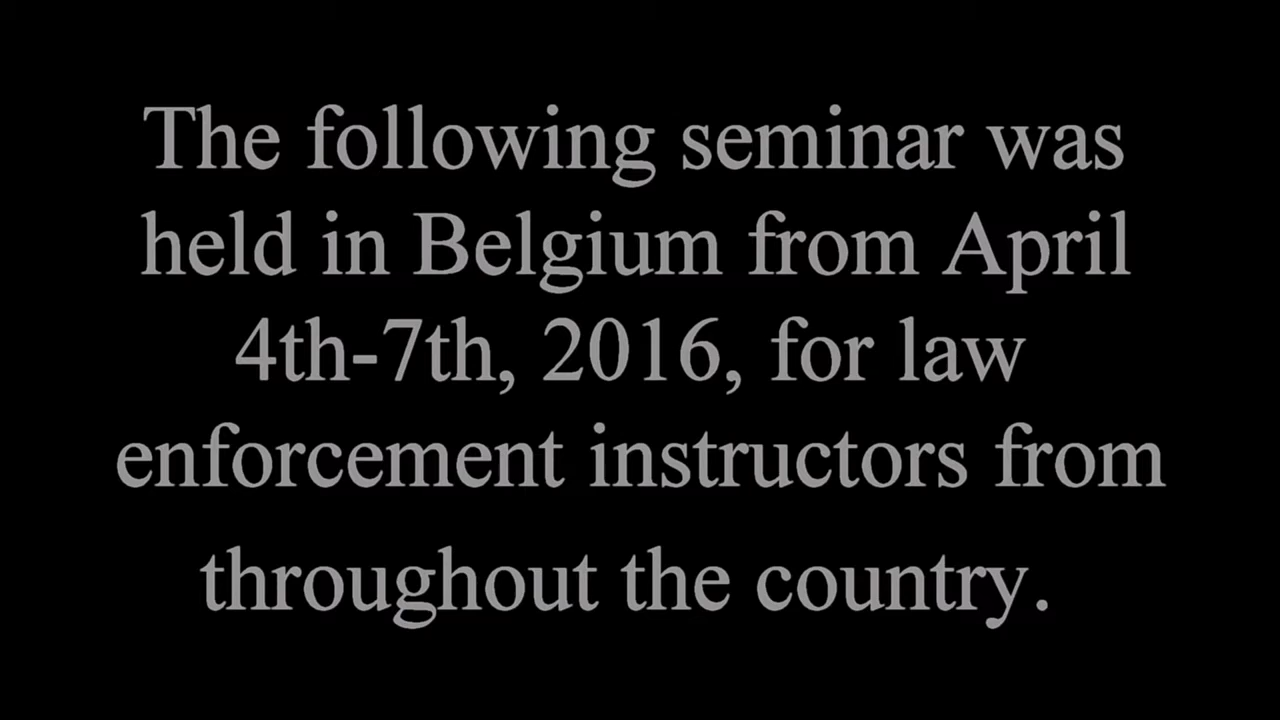 The following seminar was
held in Belgium from April
4th-7th, 2016, for law
enforcement instructors from
throughout the country.